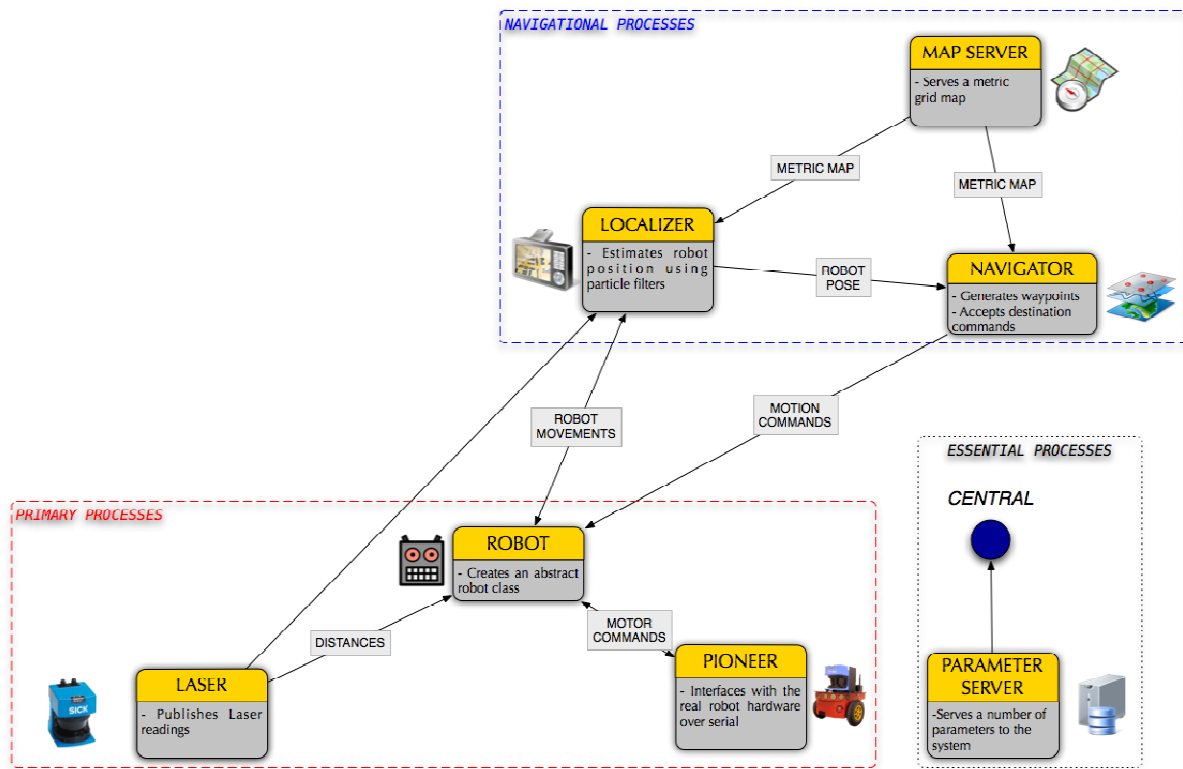 NAVIGATIONAL PROCESSES
MAP SERVER
- Serves a metric
grid map
METRIC MAP
METRIC MAP
LOCALIZER
- Estimates robot
position using
particle filters
ROBOT
POSE
NAVIGATOR
- Generates waypoints
- Accepts destination
commands
ROBOT
MOVEMENTS
MOTION
COMMANDS
ESSENTIAL PROCESSES
CENTRAL
PARAMETER
SERVER
-Serves a number of
parameters to the
system
PRIMARY PROCESSES
ROBOT
- Creates an abstract
robot class
DISTANCES
MOTOR
COMMANDS
LASER
- Publishes Laser
readings
SICK
PIONEER
- Interfaces with the
real robot hardware
over serial